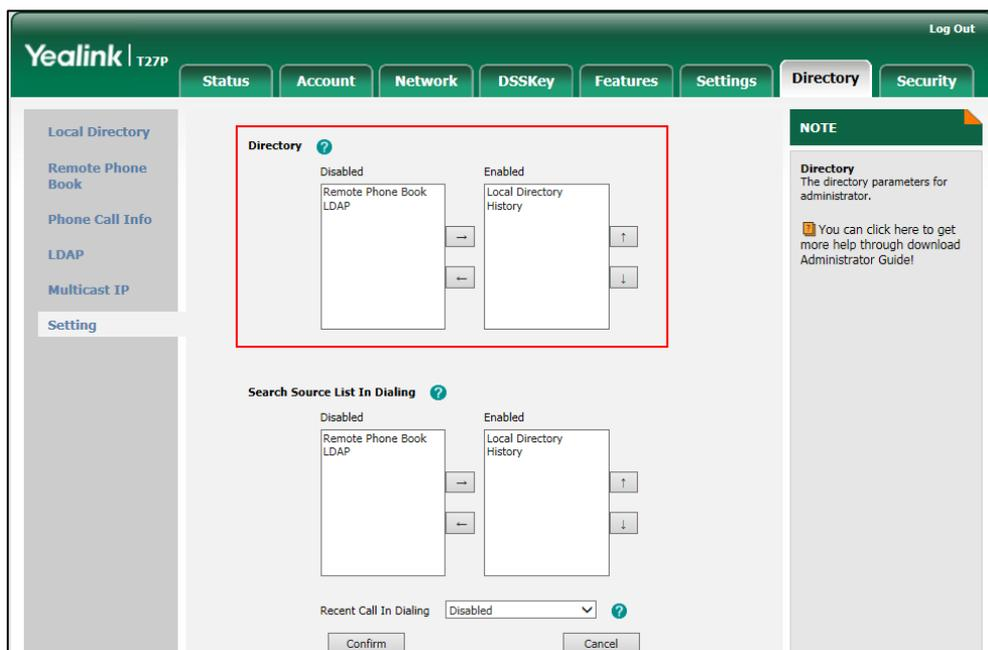 Log Out
Yealink | T27P
Status Account Network DSSKey Features Settings Directory Security
Local Directory
Remote Phone
Book
Phone Call Info
LDAP
Multicast IP
Setting
Directory ?
Disabled Enabled
Remote Phone Book Local Directory
LDAP History
→ ↑
← ↓
Search Source List In Dialing ?
Disabled Enabled
Remote Phone Book Local Directory
LDAP History
→ ↑
← ↓
Recent Call In Dialing Disabled ?
Confirm Cancel
NOTE
Directory
The directory parameters for
administrator.
? You can click here to get
more help through download
Administrator Guide!